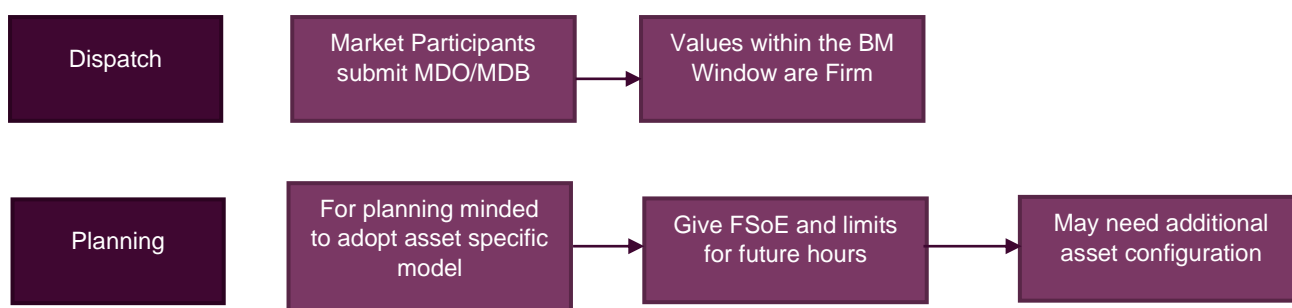 Dispatch
Market Participants
submit MDO/MDB
Values within the BM
Window are Firm
Planning
For planning minded
to adopt asset specific
model
Give FSoE and limits
for future hours
May need additional
asset configuration